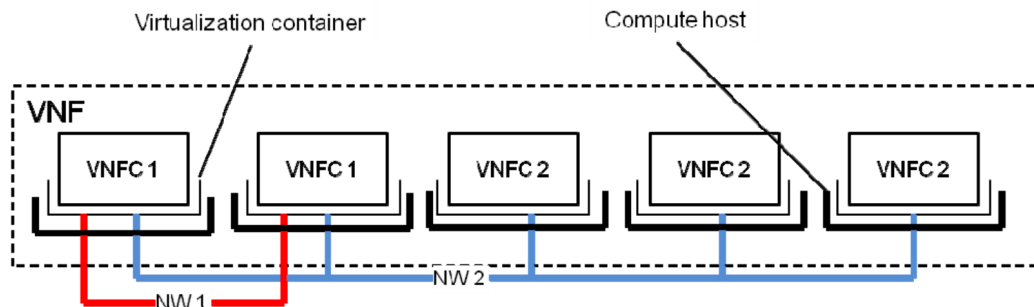 Virtualization container
Compute host
VNF
VNFC 1
VNFC 1
VNFC 2
VNFC 2
VNFC 2
NW 2
NW 1